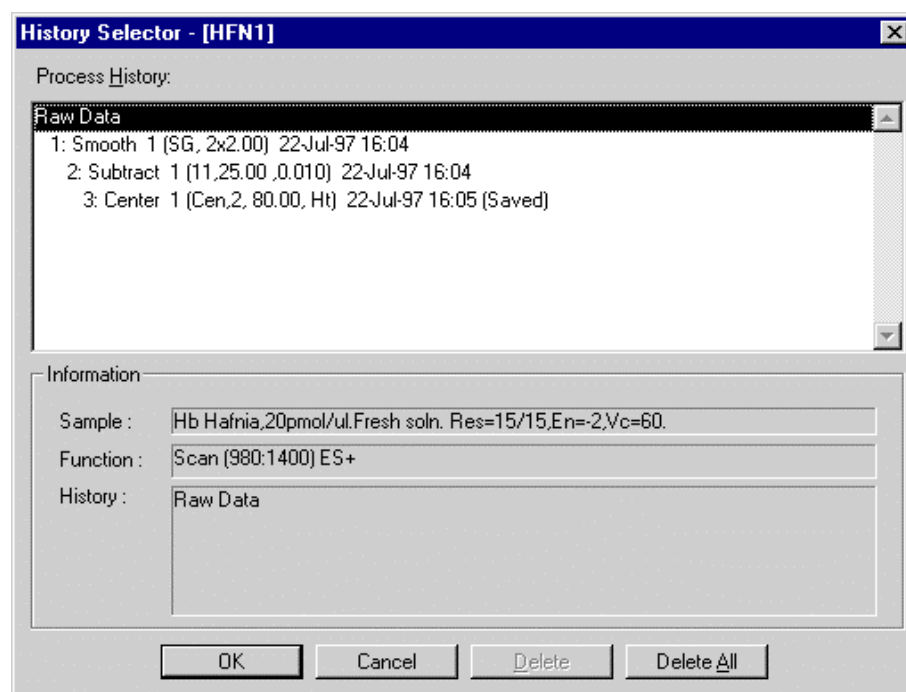 History Selector - [HFN1]
Process History:
Raw Data
1: Smooth 1 (SG, 2x2.00) 22-Jul-97 16:04
2: Subtract 1 (11,25.00 ,0.010) 22-Jul-97 16:04
3: Center 1 (Cen,2, 80.00, Ht) 22-Jul-97 16:05 (Saved)
Information
Sample : Hb Hafnia,20pmol/ul.Fresh soln. Res=15/15,En=-2,Vc=60.
Function : Scan (980:1400) ES+
History : Raw Data
OK Cancel Delete Delete All